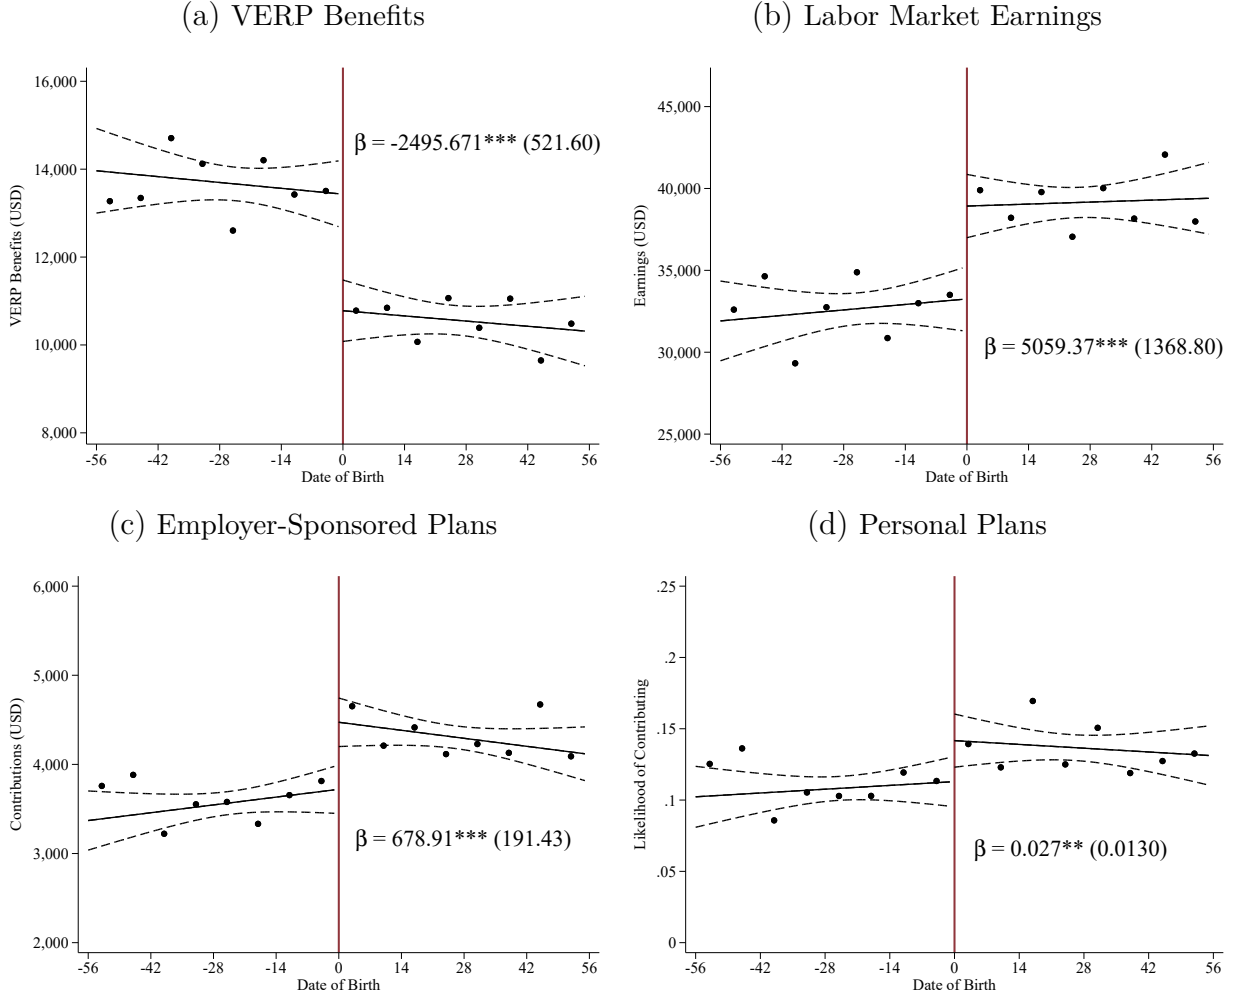 (a) VERP Benefits
VERP Benefits (USD)
16,000
14,000
12,000
10,000
8,000
β = -2495.671*** (521.60)
-56 -42 -28 -14 0 14 28 42 56
Date of Birth
(b) Labor Market Earnings
Earnings (USD)
45,000
40,000
35,000
30,000
25,000
β = 5059.37*** (1368.80)
-56 -42 -28 -14 0 14 28 42 56
Date of Birth
(c) Employer-Sponsored Plans
Contributions (USD)
6,000
5,000
4,000
3,000
2,000
β = 678.91*** (191.43)
-56 -42 -28 -14 0 14 28 42 56
Date of Birth
(d) Personal Plans
Likelihood of Contributing
.25
.2
.15
.1
.05
0
β = 0.027** (0.0130)
-56 -42 -28 -14 0 14 28 42 56
Date of Birth